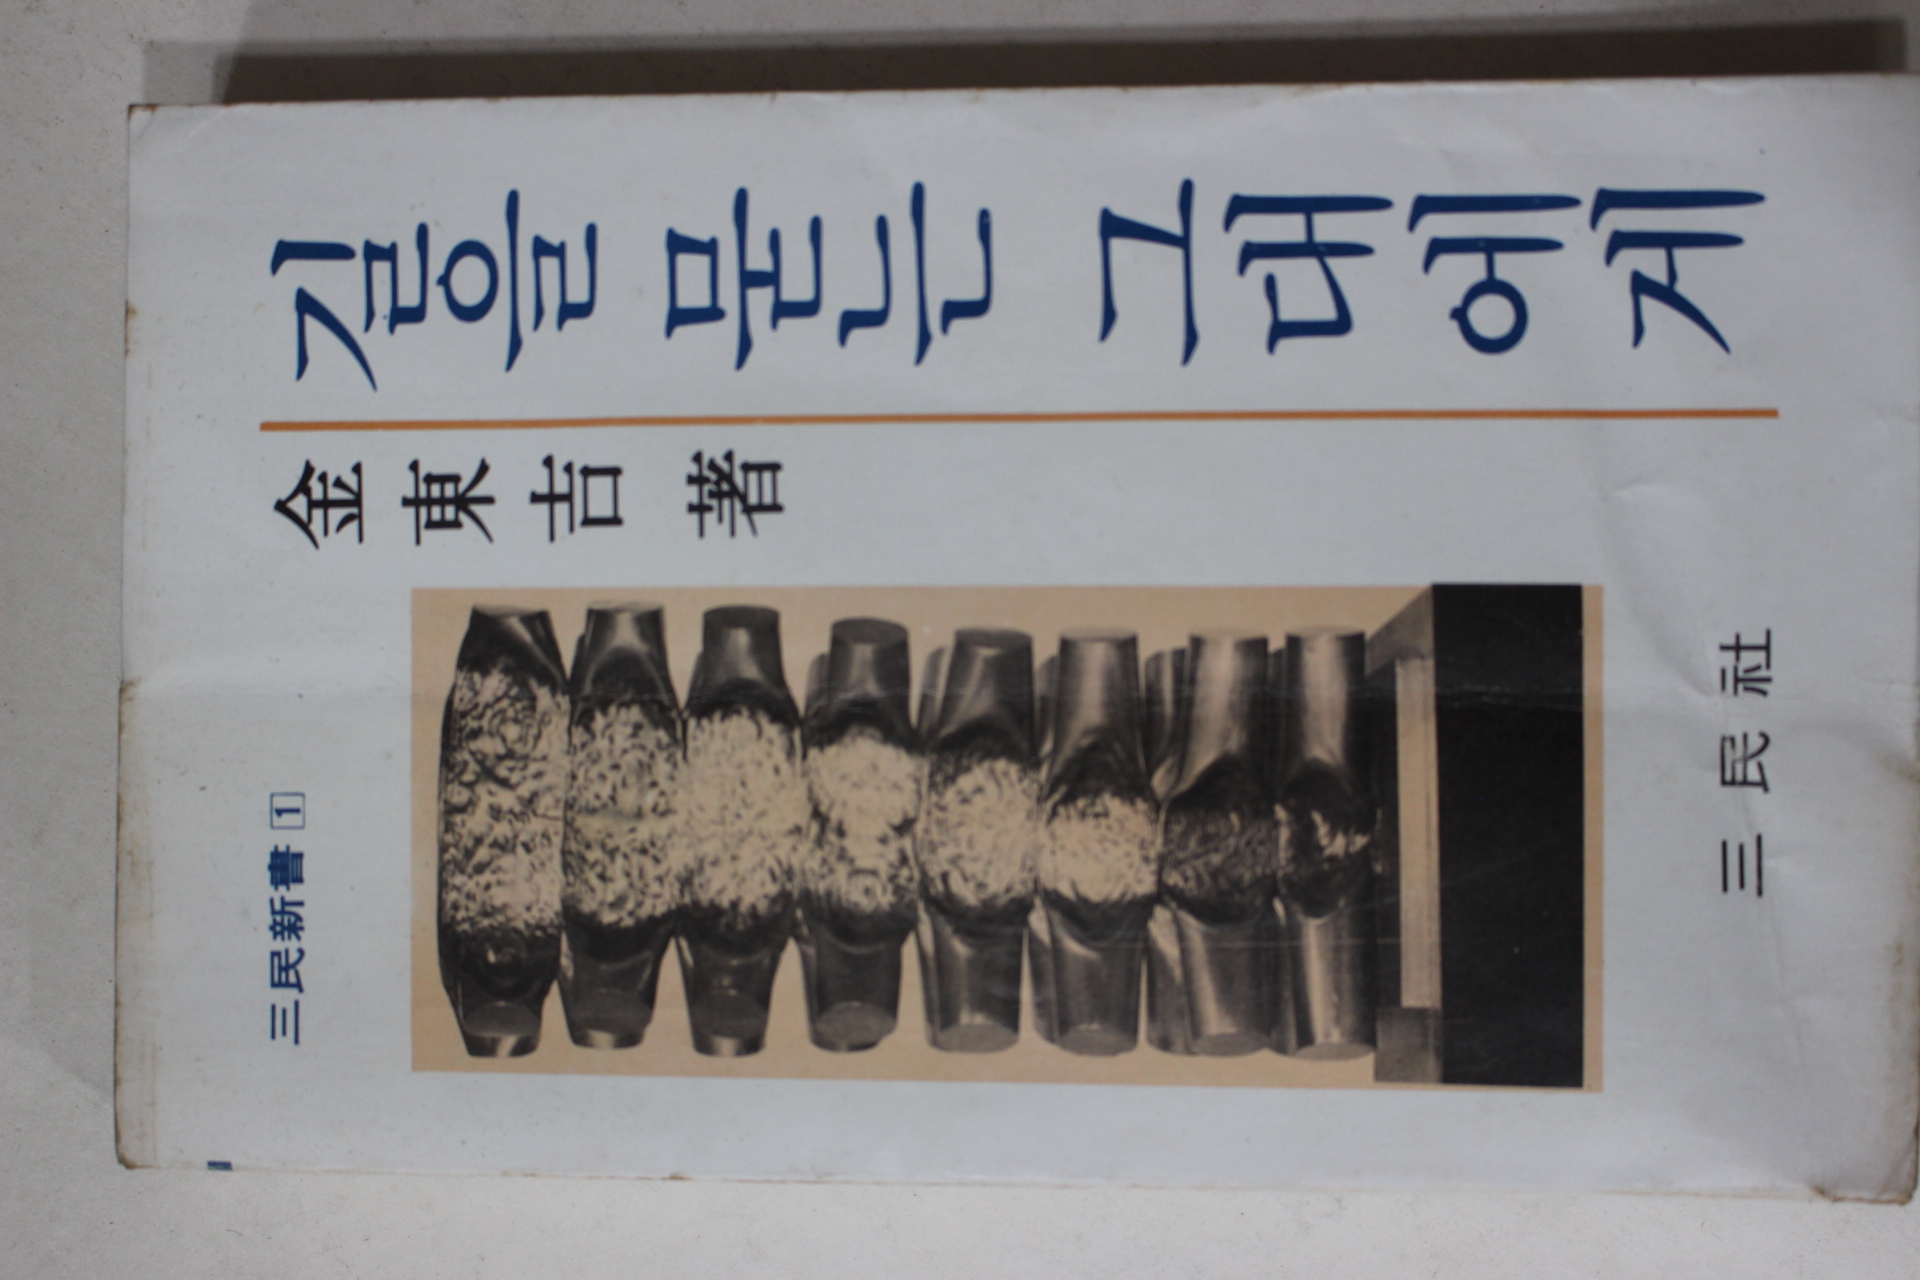 길을 묻는 그대에게
金東吉 著
三民新書 1
三民社